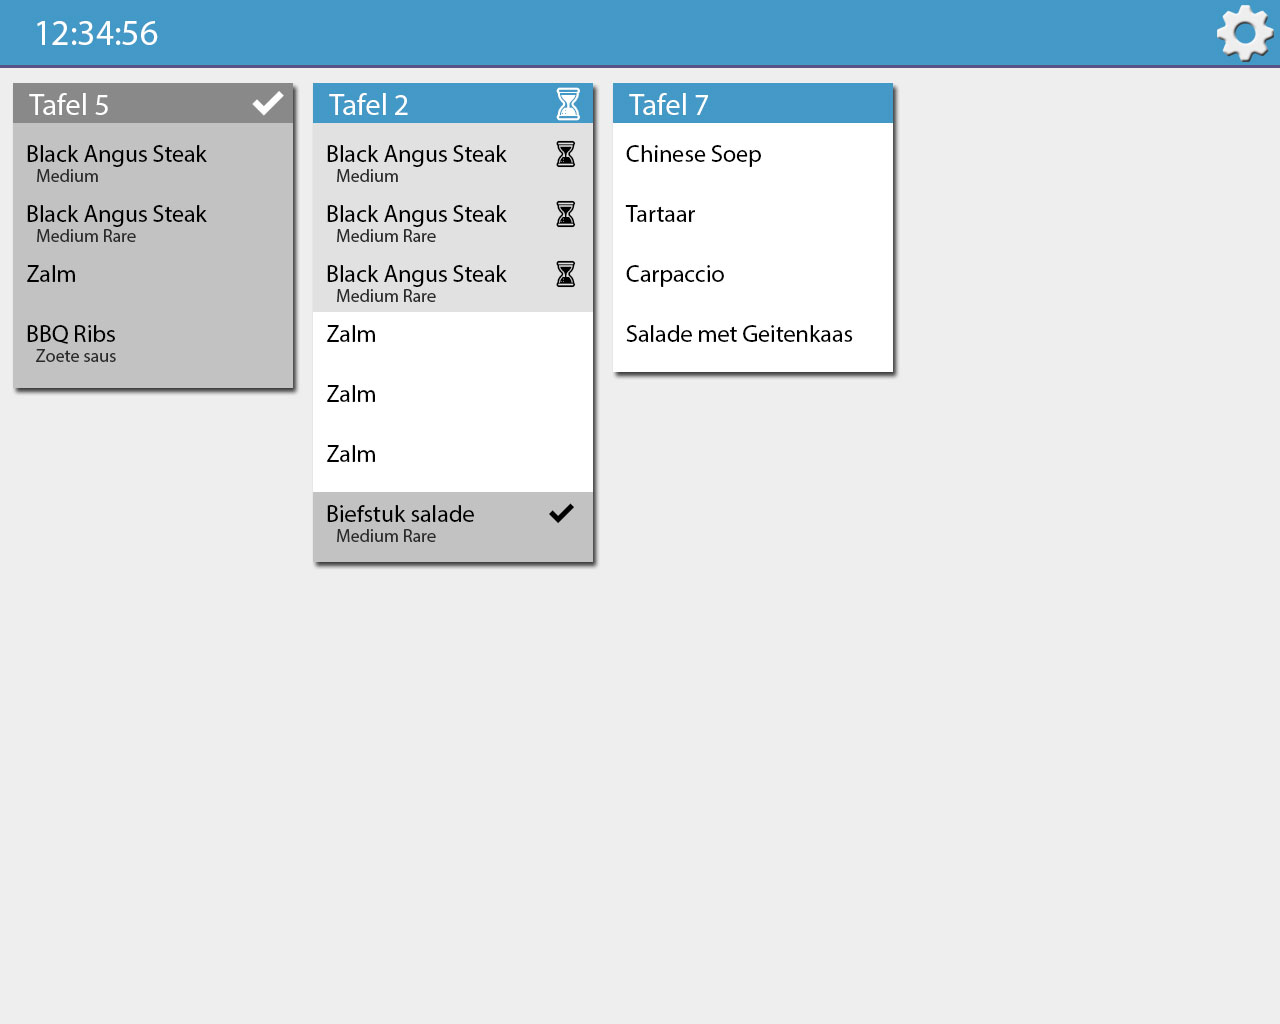 12:34:56
Tafel 5
Black Angus Steak
Medium
Black Angus Steak
Medium Rare
Zalm
BBQ Ribs
Zoete saus
Tafel 2
Black Angus Steak
Medium
Black Angus Steak
Medium Rare
Black Angus Steak
Medium Rare
Zalm
Zalm
Zalm
Biefstuk salade
Medium Rare
Tafel 7
Chinese Soep
Tartaar
Carpaccio
Salade met Geitenkaas